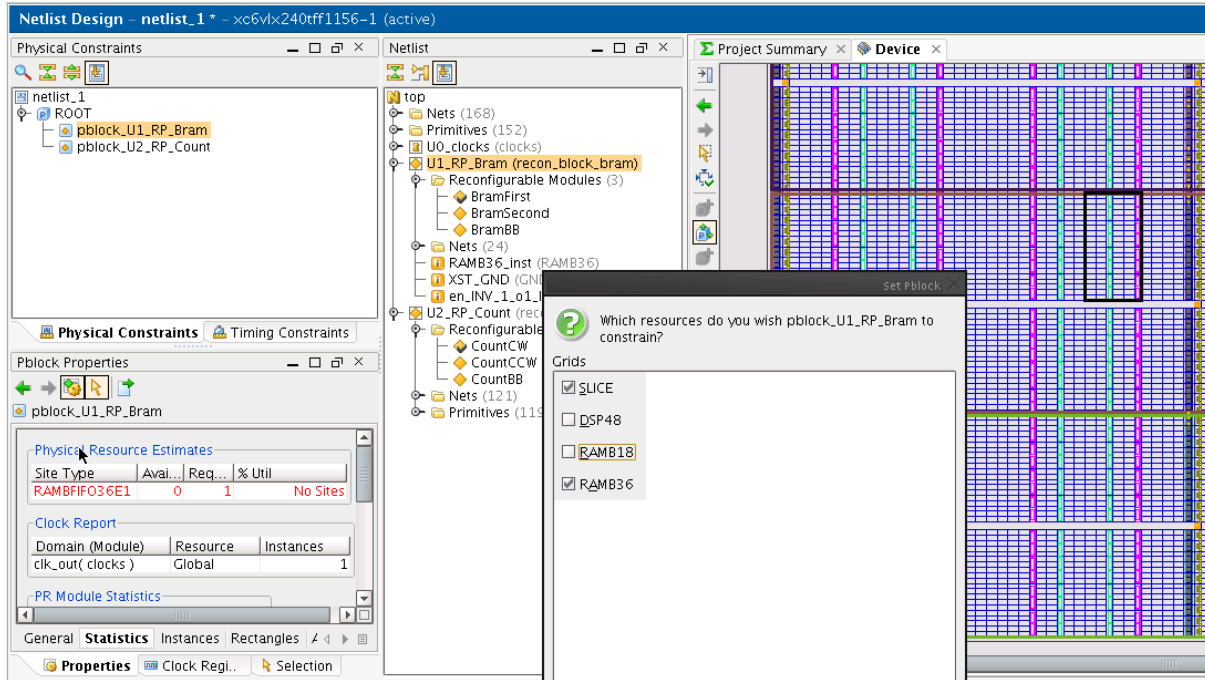 Netlist Design - netlist_1 * - xc6vlx240tff1156-1 (active)
Physical Constraints
netlist_1
ROOT
pblock_U1_RP_Bram
pblock_U2_RP_Count
Physical Constraints
Timing Constraints
Pblock Properties
pblock_U1_RP_Bram
Physical Resource Estimates
Site Type Avai... Req... % Util
RAMBFIFO36E1 0 1 No Sites
Clock Report
Domain (Module) Resource Instances
clk_out( clocks ) Global 1
PR Module Statistics
General Statistics Instances Rectangles
Properties Clock Regi.. Selection
Netlist
top
Nets (168)
Primitives (152)
U0_clocks (clocks)
U1_RP_Bram (recon_block_bram)
Reconfigurable Modules (3)
BramFirst
BramSecond
BramBB
Nets (24)
RAMB36_inst (RAMB36)
XST_GND (GND
en_INV_1_o1_I
U2_RP_Count (reco
Reconfigurable
CountCW
CountCCW
CountBB
Nets (121)
Primitives (119
Project Summary
Device
Set Pblock
Which resources do you wish pblock_U1_RP_Bram to
constrain?
Grids
SLICE
DSP48
RAMB18
RAMB36